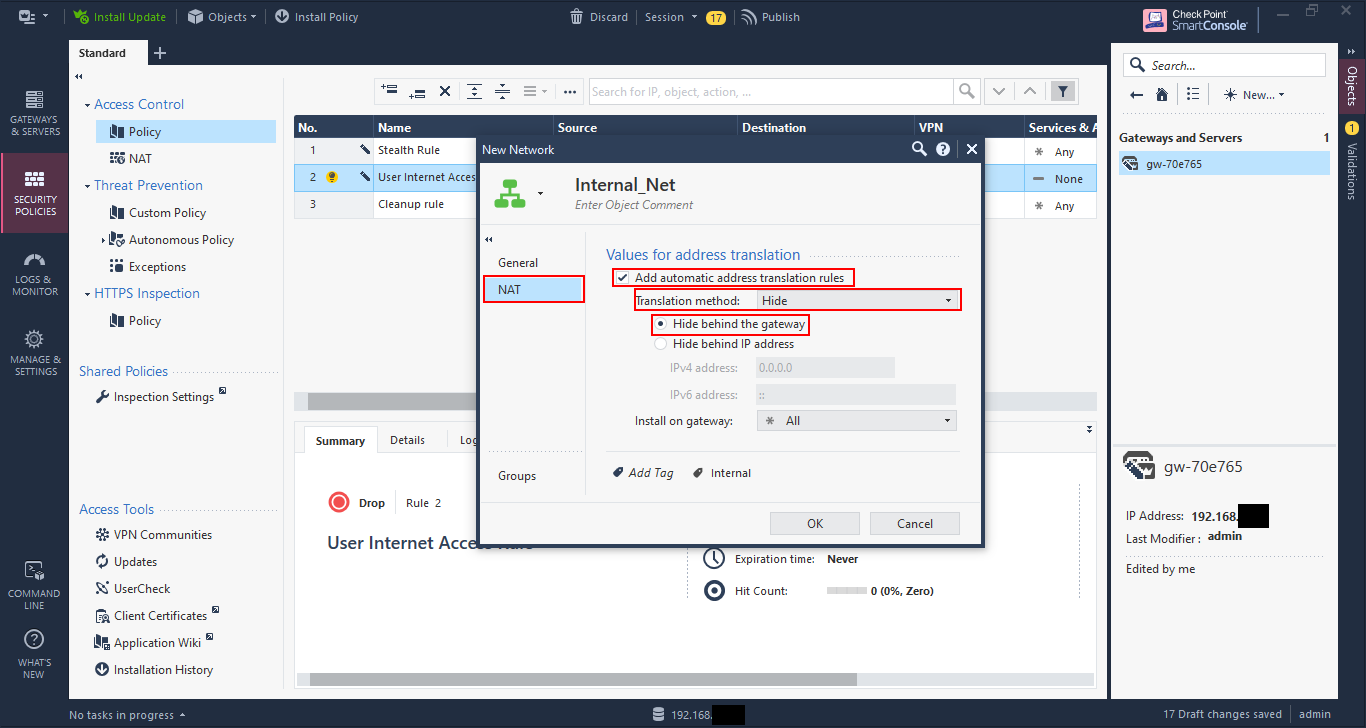 Install Update
Objects
Install Policy
Discard
Session
17
Publish
Check Point
SmartConsole
Standard
GATEWAYS
& SERVERS
SECURITY
POLICIES
LOGS &
MONITOR
MANAGE &
SETTINGS
COMMAND
LINE
WHAT'S
NEW
Access Control
Policy
NAT
Threat Prevention
Custom Policy
Autonomous Policy
Exceptions
HTTPS Inspection
Policy
Shared Policies
Inspection Settings
Access Tools
VPN Communities
Updates
UserCheck
Client Certificates
Application Wiki
Installation History
Search for IP, object, action, ...
No. Name Source Destination VPN Services & A
1 Stealth Rule Any
2 User Internet Acces None
3 Cleanup rule Any
New Network
Internal_Net
Enter Object Comment
General
NAT
Groups
Values for address translation
Add automatic address translation rules
Translation method: Hide
Hide behind the gateway
Hide behind IP address
IPv4 address: 0.0.0.0
IPv6 address: ::
Install on gateway: All
Add Tag Internal
OK Cancel
Summary Details Log
Drop Rule 2
User Internet Access Rule
Expiration time: Never
Hit Count: 0 (0%, Zero)
Search...
New...
Gateways and Servers 1
gw-70e765
gw-70e765
IP Address: 192.168.
Last Modifier : admin
Edited by me
Objects
1
Validations
No tasks in progress
192.168.
17 Draft changes saved
admin